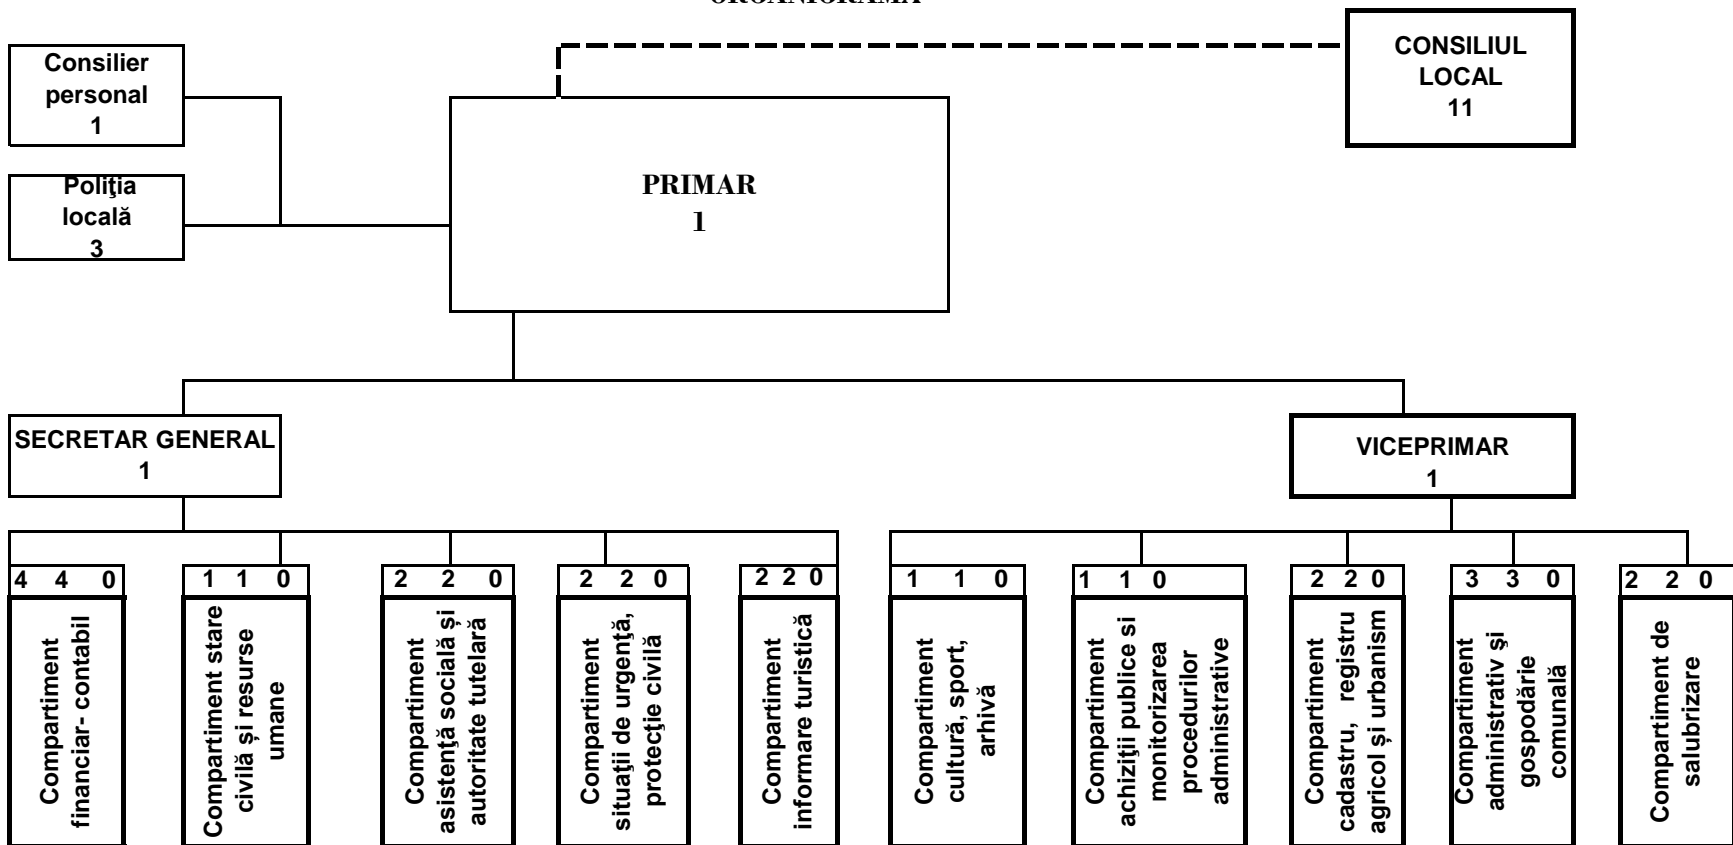 ORGANIGRAMA
CONSILIUL
LOCAL
11
Consilier
personal
1
Poliţia
locală
3
PRIMAR
1
SECRETAR GENERAL
1
VICEPRIMAR
1
4 4 0
Compartiment
financiar- contabil
1 1 0
Compartiment stare
civilă și resurse
umane
2 2 0
Compartiment
asistenţă socială și
autoritate tutelară
2 2 0
Compartiment
situaţii de urgenţă,
protecţie civilă
2 2 0
Compartiment
informare turistică
1 1 0
Compartiment
cultură, sport,
arhivă
1 1 0
Compartiment
achiziţii publice si
monitorizarea
procedurilor
administrative
2 2 0
Compartiment
cadastru, registru
agricol și urbanism
3 3 0
Compartiment
administrativ şi
gospodărie
comunală
2 2 0
Compartiment de
salubrizare